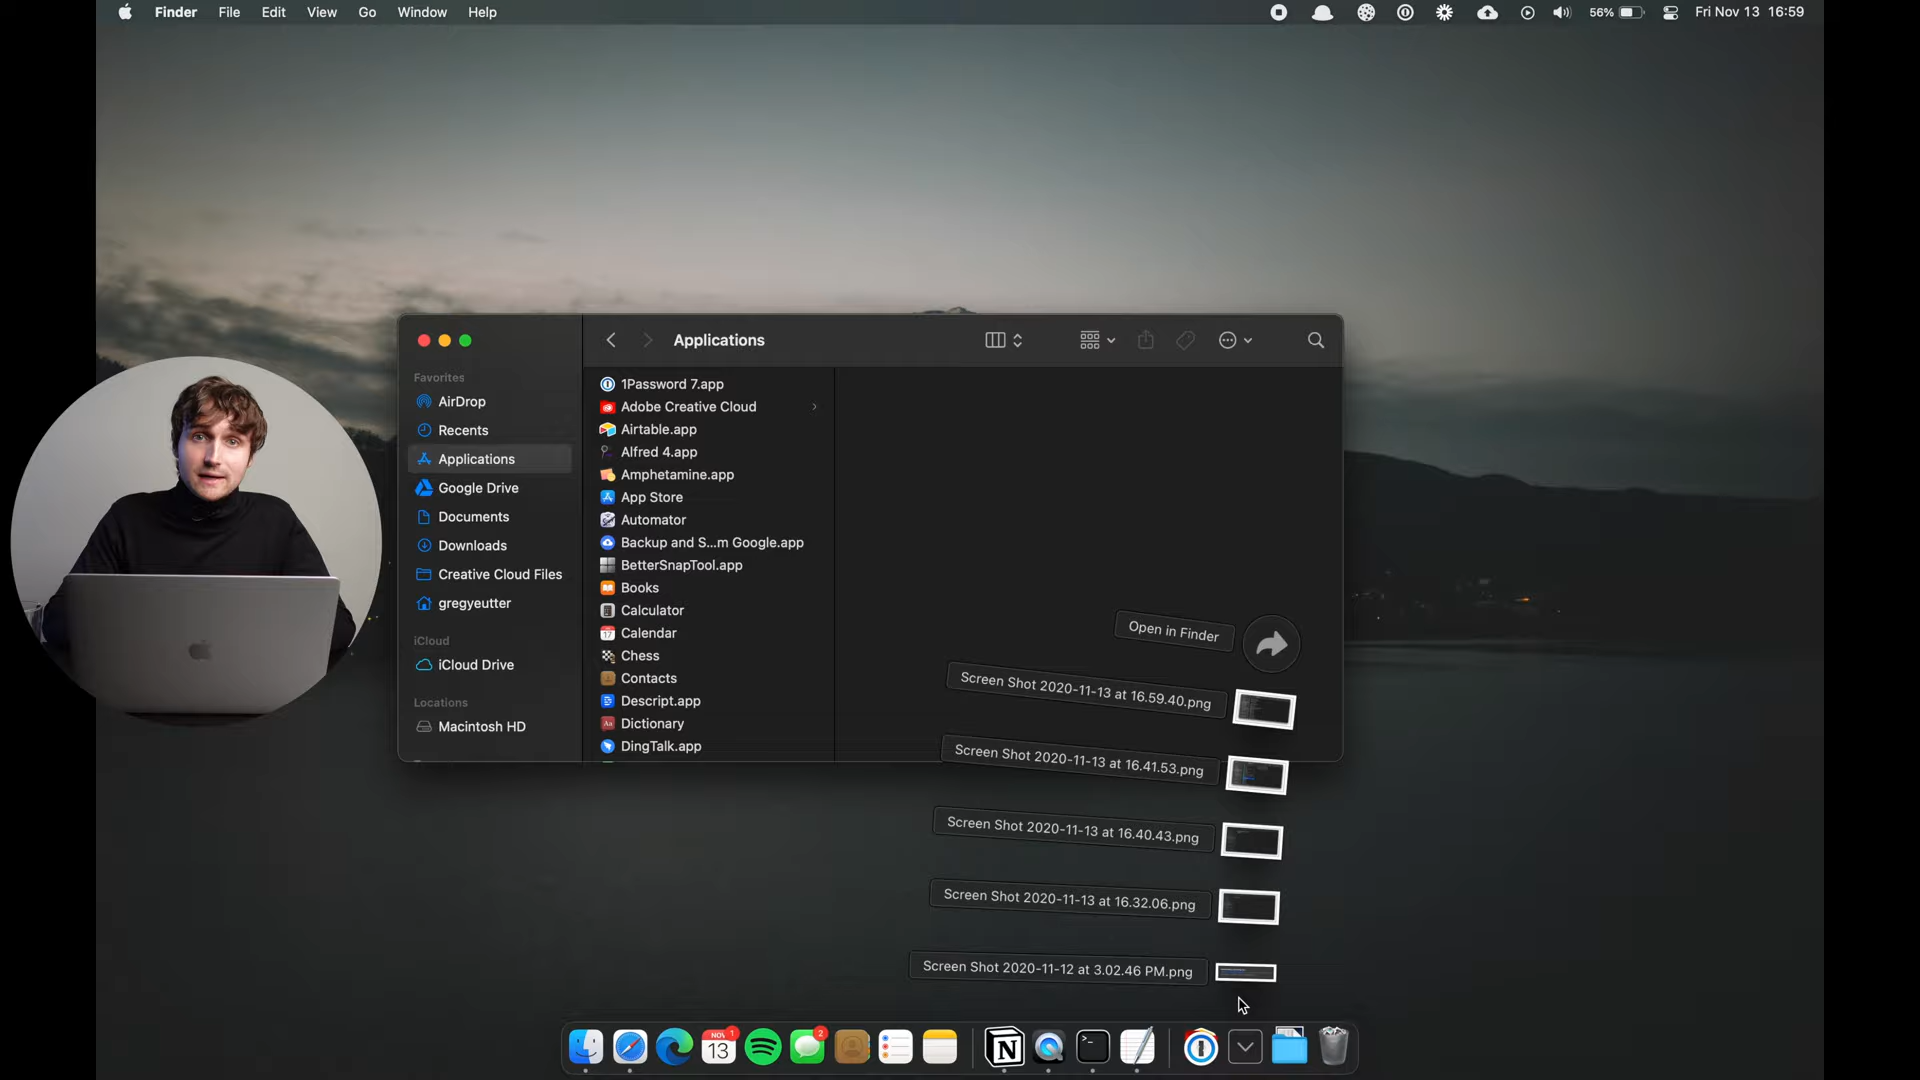 Finder File Edit View Go Window Help
56% Fri Nov 13 16:59
Applications
Favorites
AirDrop
Recents
Applications
Google Drive
Documents
Downloads
Creative Cloud Files
gregyeutter
iCloud
iCloud Drive
Locations
Macintosh HD
1Password 7.app
Adobe Creative Cloud
Airtable.app
Alfred 4.app
Amphetamine.app
App Store
Automator
Backup and S...m Google.app
BetterSnapTool.app
Books
Calculator
Calendar
Chess
Contacts
Descript.app
Dictionary
DingTalk.app
Open in Finder
Screen Shot 2020-11-13 at 16.59.40.png
Screen Shot 2020-11-13 at 16.41.53.png
Screen Shot 2020-11-13 at 16.40.43.png
Screen Shot 2020-11-13 at 16.32.06.png
Screen Shot 2020-11-12 at 3.02.46 PM.png
NOV 1
13
2